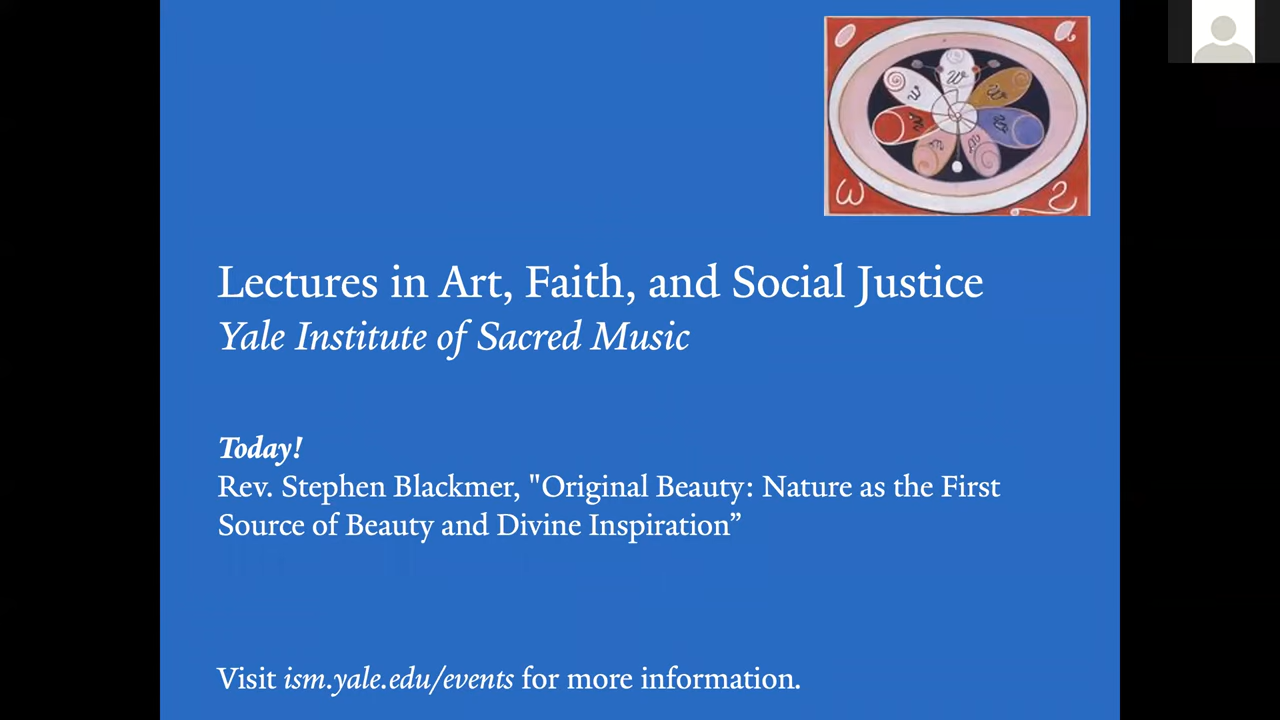 Lectures in Art, Faith, and Social Justice
Yale Institute of Sacred Music
Today!
Rev. Stephen Blackmer, "Original Beauty: Nature as the First
Source of Beauty and Divine Inspiration”
Visit ism.yale.edu/events for more information.